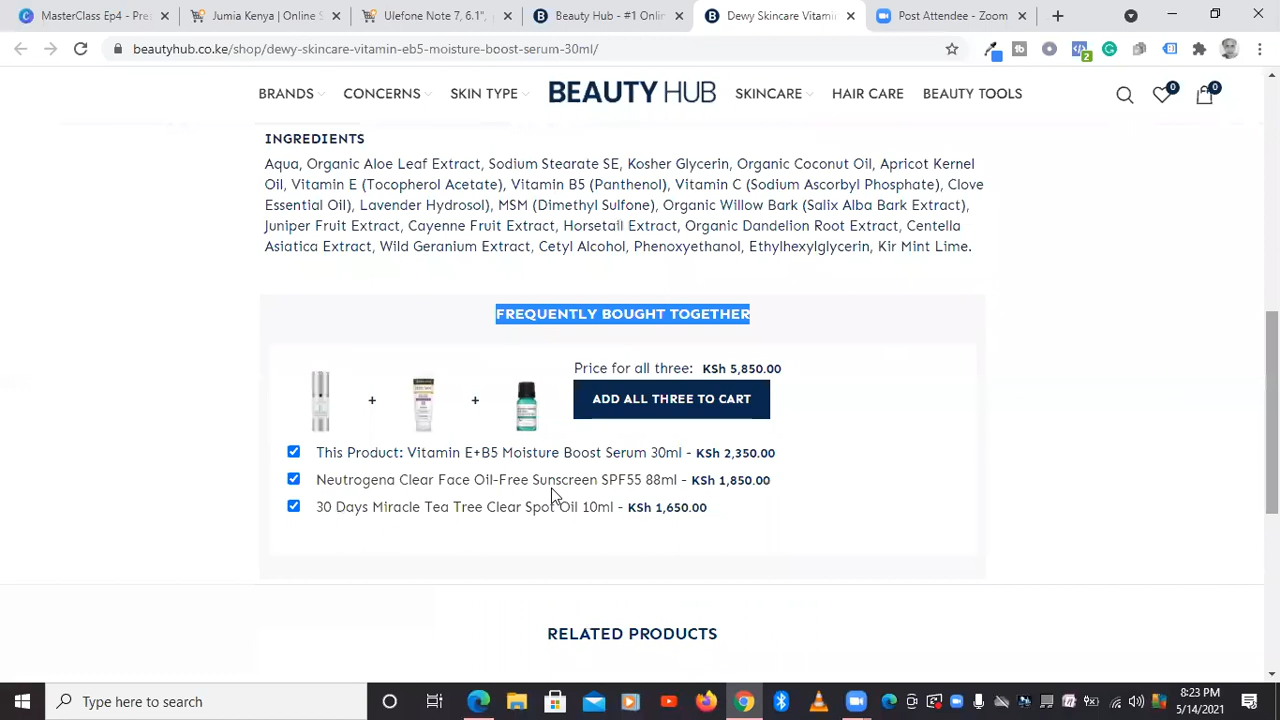 MasterClass Ep4 - Pre
Jumia Kenya | Online S
Ulefone Note 7, 6.1",
Beauty Hub - #1 Onlin
Dewy Skincare Vitamin
Post Attendee - Zoom
beautyhub.co.ke/shop/dewy-skincare-vitamin-eb5-moisture-boost-serum-30ml/
BRANDS CONCERNS SKIN TYPE BEAUTY HUB SKINCARE HAIR CARE BEAUTY TOOLS 0 0
INGREDIENTS
Aqua, Organic Aloe Leaf Extract, Sodium Stearate SE, Kosher Glycerin, Organic Coconut Oil, Apricot Kernel
Oil, Vitamin E (Tocopherol Acetate), Vitamin B5 (Panthenol), Vitamin C (Sodium Ascorbyl Phosphate), Clove
Essential Oil), Lavender Hydrosol), MSM (Dimethyl Sulfone), Organic Willow Bark (Salix Alba Bark Extract),
Juniper Fruit Extract, Cayenne Fruit Extract, Horsetail Extract, Organic Dandelion Root Extract, Centella
Asiatica Extract, Wild Geranium Extract, Cetyl Alcohol, Phenoxyethanol, Ethylhexylglycerin, Kir Mint Lime.
FREQUENTLY BOUGHT TOGETHER
+ +
Price for all three: KSh 5,850.00
ADD ALL THREE TO CART
This Product: Vitamin E+B5 Moisture Boost Serum 30ml - KSh 2,350.00
Neutrogena Clear Face Oil-Free Sunscreen SPF55 88ml - KSh 1,850.00
30 Days Miracle Tea Tree Clear Spot Oil 10ml - KSh 1,650.00
RELATED PRODUCTS
Type here to search
8:23 PM
5/14/2021